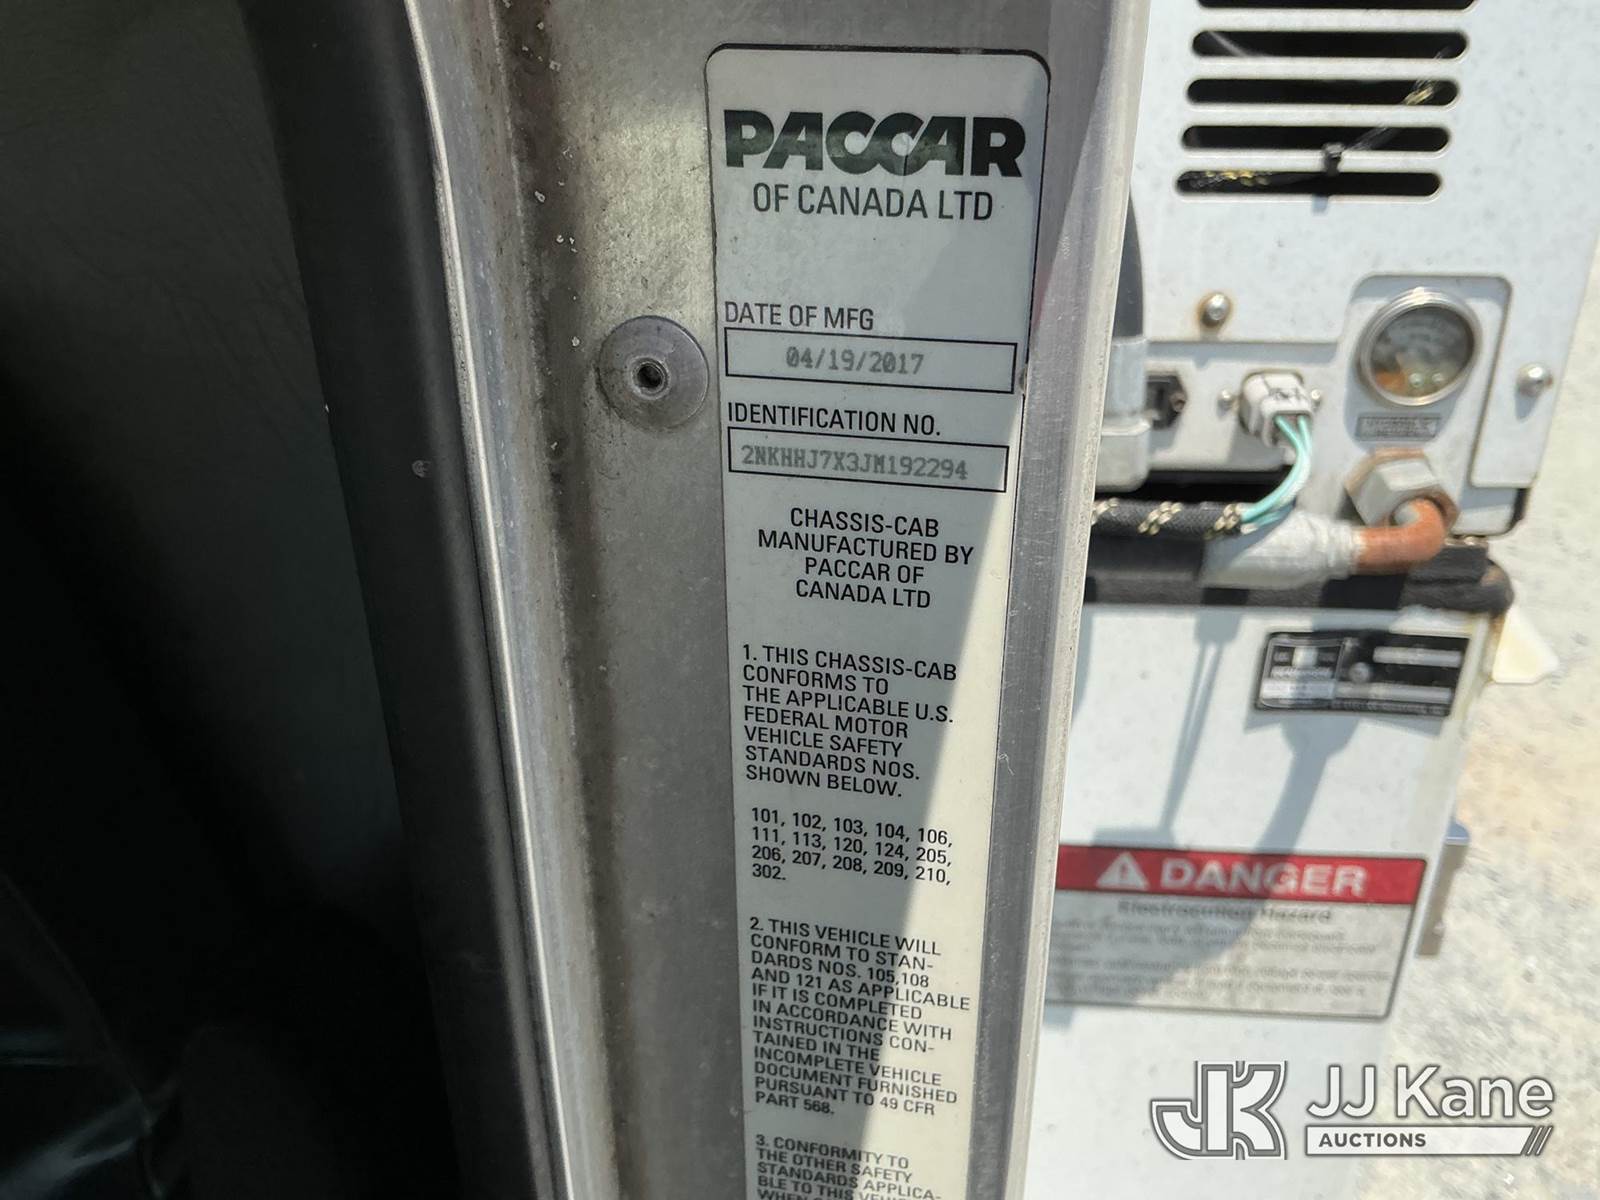 PACCAR
OF CANADA LTD
DATE OF MFG
04/19/2017
IDENTIFICATION NO.
2NKHHJ7X3JM192294
CHASSIS-CAB
MANUFACTURED BY
PACCAR OF
CANADA LTD
1. THIS CHASSIS-CAB
CONFORMS TO
THE APPLICABLE U.S.
FEDERAL MOTOR
VEHICLE SAFETY
STANDARDS NOS.
SHOWN BELOW.
101, 102, 103, 104, 106,
111, 113, 120, 124, 205,
206, 207, 208, 209, 210,
302.
2. THIS VEHICLE WILL
CONFORM TO STAN-
DARDS NOS. 105,108
AND 121 AS APPLICABLE
IF IT IS COMPLETED
IN ACCORDANCE WITH
INSTRUCTIONS CON-
TAINED IN THE
INCOMPLETE VEHICLE
DOCUMENT FURNISHED
PURSUANT TO 49 CFR
PART 568.
3. CONFORMITY TO
THE OTHER SAFETY
STANDARDS APPLICA-
BLE TO THIS
DANGER
Electrocution Hazard
JK
JJ Kane
AUCTIONS